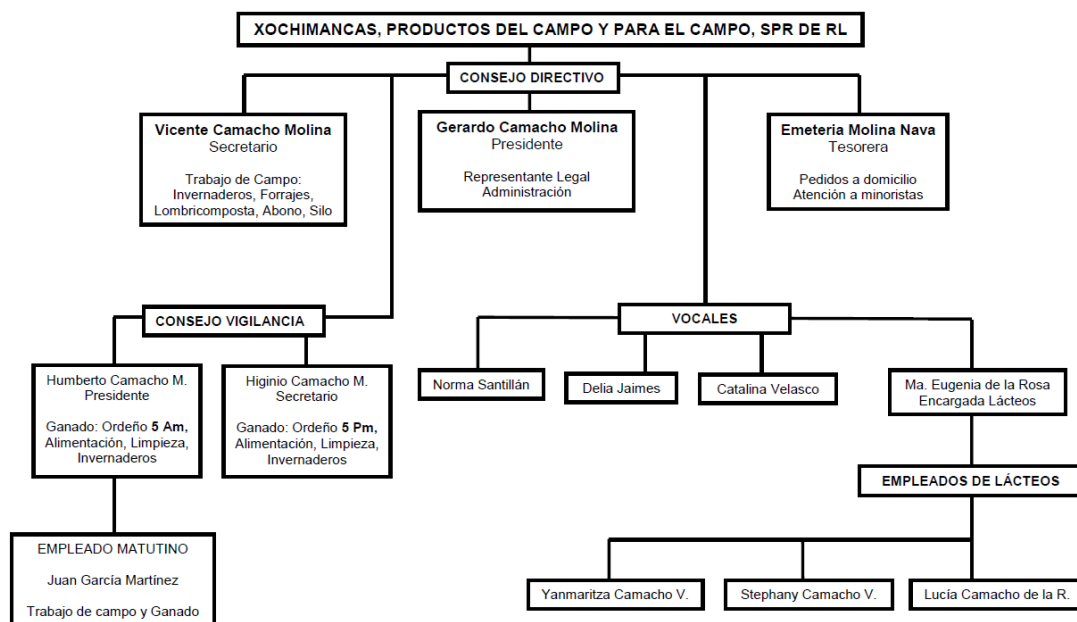 XOCHIMANCAS, PRODUCTOS DEL CAMPO Y PARA EL CAMPO, SPR DE RL
CONSEJO DIRECTIVO
Vicente Camacho Molina
Secretario
Trabajo de Campo:
Invernaderos, Forrajes,
Lombricomposta, Abono, Silo
Gerardo Camacho Molina
Presidente
Representante Legal
Administración
Emeteria Molina Nava
Tesorera
Pedidos a domicilio
Atención a minoristas
CONSEJO VIGILANCIA
Humberto Camacho M.
Presidente
Ganado: Ordeño 5 Am,
Alimentación, Limpieza,
Invernaderos
Higinio Camacho M.
Secretario
Ganado: Ordeño 5 Pm,
Alimentación, Limpieza,
Invernaderos
EMPLEADO MATUTINO
Juan García Martínez
Trabajo de campo y Ganado
VOCALES
Norma Santillán
Delia Jaimes
Catalina Velasco
Ma. Eugenia de la Rosa
Encargada Lácteos
EMPLEADOS DE LÁCTEOS
Yanmaritza Camacho V.
Stephany Camacho V.
Lucía Camacho de la R.